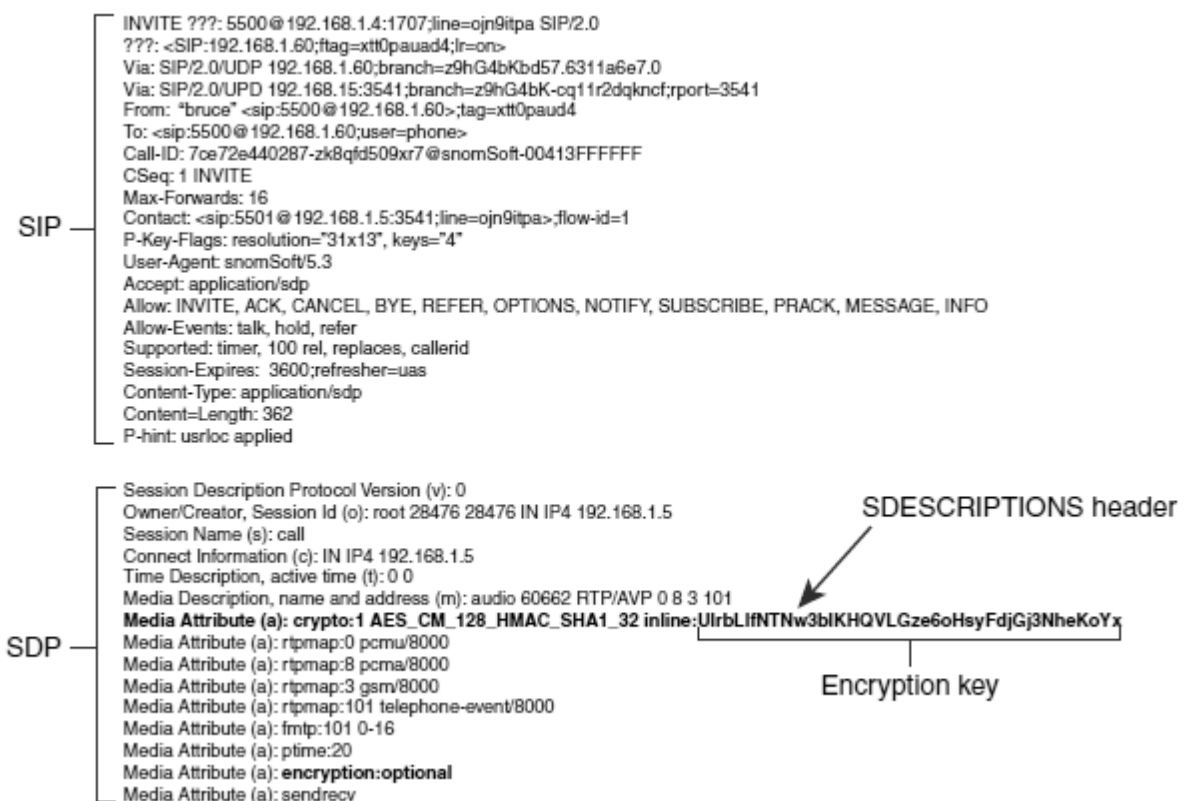 INVITE ???: 5500@192.168.1.4:1707;line=ojn9itpa SIP/2.0
???: <SIP:192.168.1.60;ftag=xtt0pauad4;lr=on>
Via: SIP/2.0/UDP 192.168.1.60;branch=z9hG4bKbd57.6311a6e7.0
Via: SIP/2.0/UPD 192.168.15:3541;branch=z9hG4bK-cq11r2dqkncf;rport=3541
From: “bruce” <sip:5500@192.168.1.60>;tag=xtt0paud4
To: <sip:5500@192.168.1.60;user=phone>
Call-ID: 7ce72e440287-zk8qfd509xr7@snomSoft-00413FFFFFF
CSeq: 1 INVITE
Max-Forwards: 16
SIP
Contact: <sip:5501@192.168.1.5:3541;line=ojn9itpa>;flow-id=1
P-Key-Flags: resolution=”31x13”, keys=”4”
User-Agent: snomSoft/5.3
Accept: application/sdp
Allow: INVITE, ACK, CANCEL, BYE, REFER, OPTIONS, NOTIFY, SUBSCRIBE, PRACK, MESSAGE, INFO
Allow-Events: talk, hold, refer
Supported: timer, 100 rel, replaces, callerid
Session-Expires: 3600;refresher=uas
Content-Type: application/sdp
Content=Length: 362
P-hint: usrloc applied
Session Description Protocol Version (v): 0
Owner/Creator, Session Id (o): root 28476 28476 IN IP4 192.168.1.5
SDESCRIPTIONS header
Session Name (s): call
Connect Information (c): IN IP4 192.168.1.5
Time Description, active time (t): 0 0
Media Description, name and address (m): audio 60662 RTP/AVP 0 8 3 101
Media Attribute (a): crypto:1 AES_CM_128_HMAC_SHA1_32 inline:UIrbLIfNTNw3blKHQVLGze6oHsyFdjGj3NheKoYx
SDP
Media Attribute (a): rtpmap:0 pcmu/8000
Media Attribute (a): rtpmap:8 pcma/8000
Media Attribute (a): rtpmap:3 gsm/8000
Encryption key
Media Attribute (a): rtpmap:101 telephone-event/8000
Media Attribute (a): fmtp:101 0-16
Media Attribute (a): ptime:20
Media Attribute (a): encryption:optional
Media Attribute (a): sendrecv